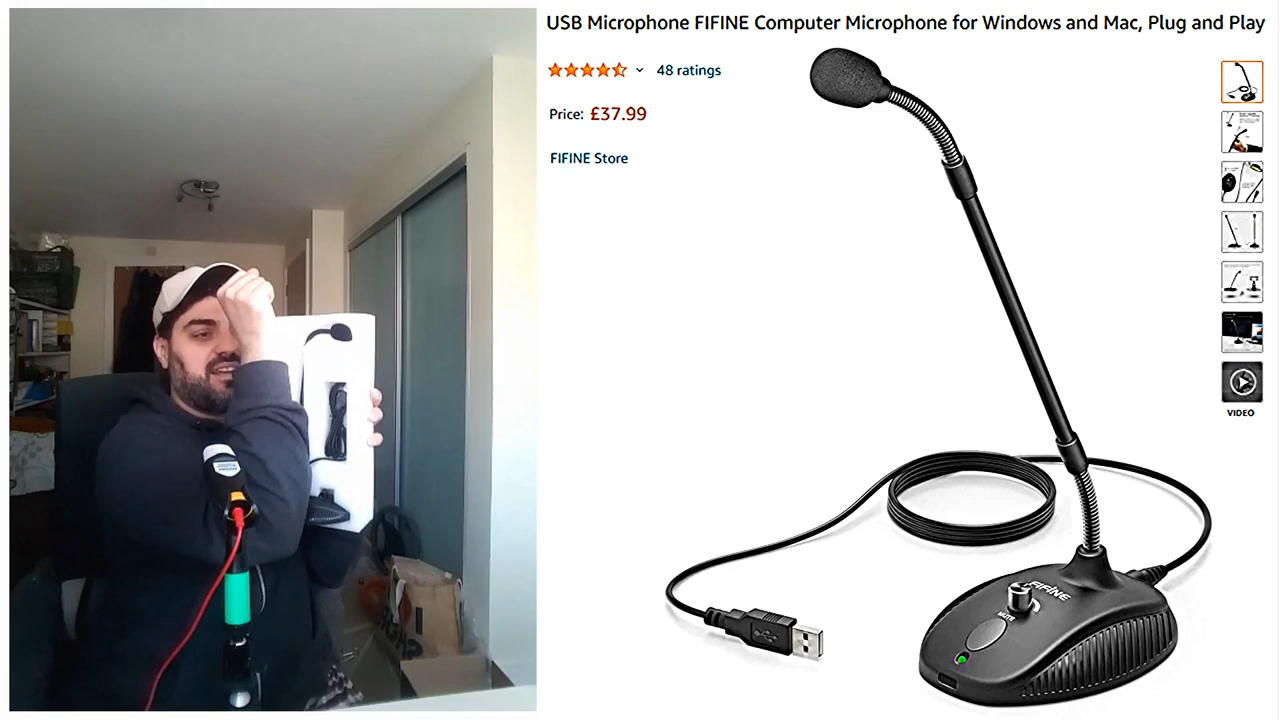 USB Microphone FIFINE Computer Microphone for Windows and Mac, Plug and Play
48 ratings
Price: £37.99
FIFINE Store
VIDEO
FIFINE
MUTE